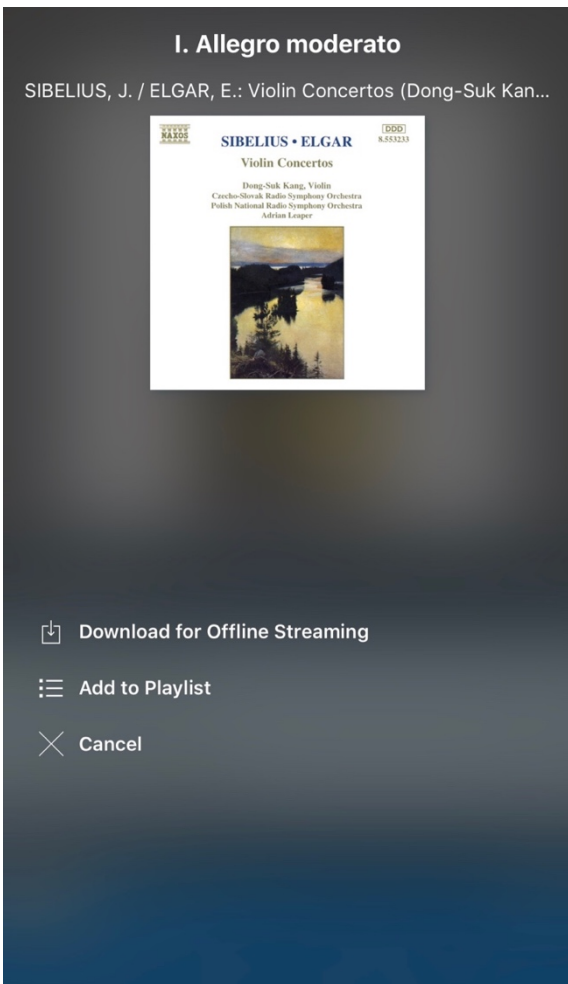 I. Allegro moderato
SIBELIUS, J. / ELGAR, E.: Violin Concertos (Dong-Suk Kan...
NAXOS
DDD
8.553233
SIBELIUS • ELGAR
Violin Concertos
Dong-Suk Kang, Violin
Czecho-Slovak Radio Symphony Orchestra
Polish National Radio Symphony Orchestra
Adrian Leaper
Download for Offline Streaming
Add to Playlist
Cancel